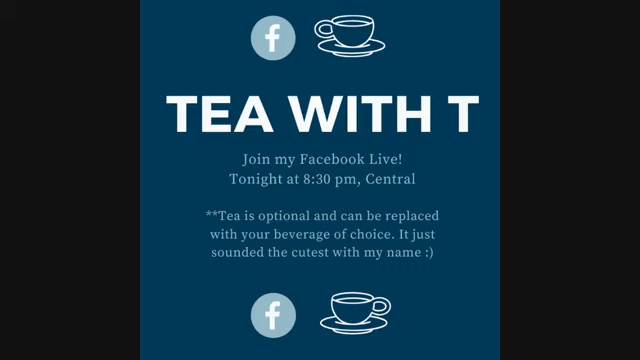 TEA WITH T
Join my Facebook Live!
Tonight at 8:30 pm, Central
**Tea is optional and can be replaced
with your beverage of choice. It just
sounded the cutest with my name :)